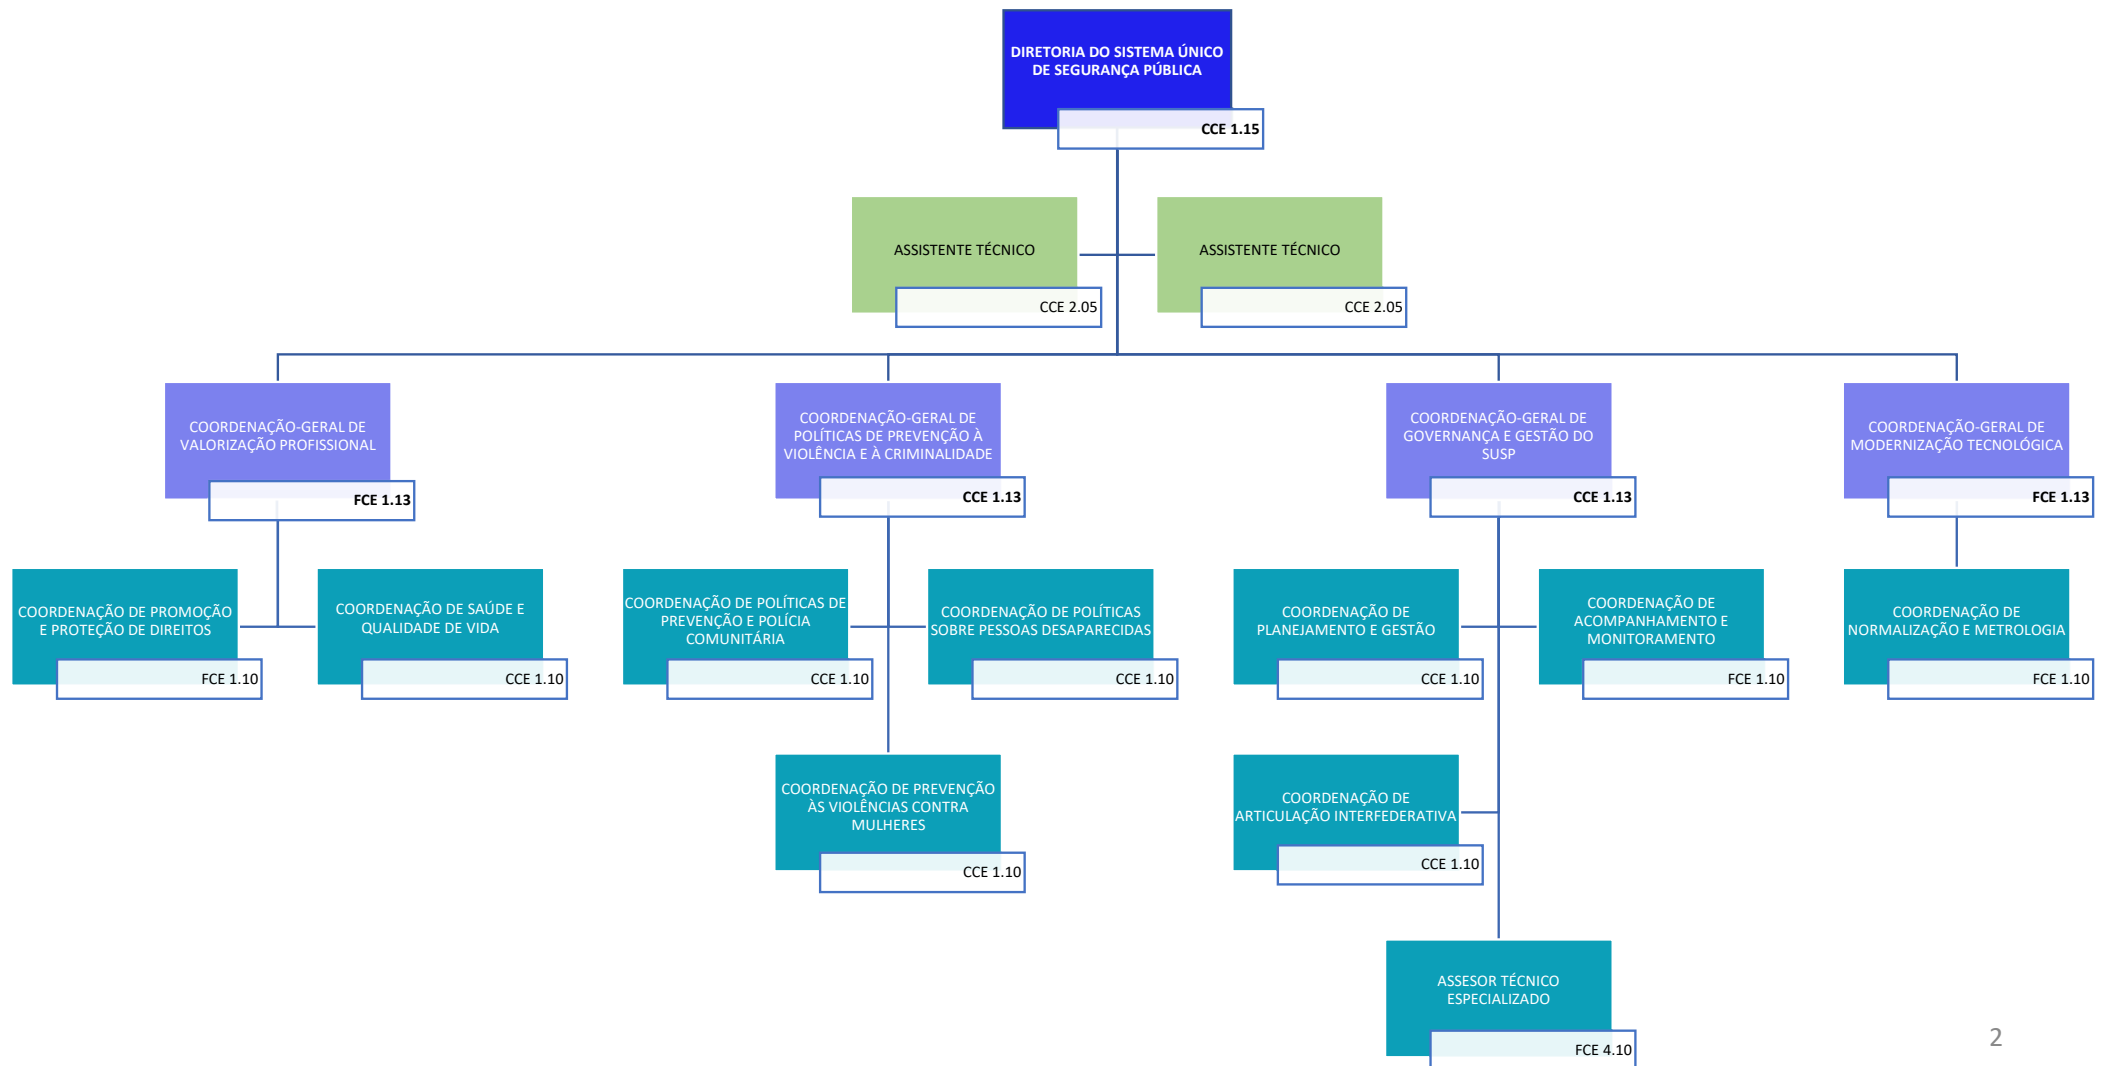 DIRETORIA DO SISTEMA ÚNICO
DE SEGURANÇA PÚBLICA
CCE 1.15
ASSISTENTE TÉCNICO
CCE 2.05
ASSISTENTE TÉCNICO
CCE 2.05
COORDENAÇÃO-GERAL DE
VALORIZAÇÃO PROFISSIONAL
FCE 1.13
COORDENAÇÃO-GERAL DE
POLÍTICAS DE PREVENÇÃO À
VIOLÊNCIA E À CRIMINALIDADE
CCE 1.13
COORDENAÇÃO-GERAL DE
GOVERNANÇA E GESTÃO DO
SUSP
CCE 1.13
COORDENAÇÃO-GERAL DE
MODERNIZAÇÃO TECNOLÓGICA
FCE 1.13
COORDENAÇÃO DE PROMOÇÃO
E PROTEÇÃO DE DIREITOS
FCE 1.10
COORDENAÇÃO DE SAÚDE E
QUALIDADE DE VIDA
CCE 1.10
COORDENAÇÃO DE POLÍTICAS DE
PREVENÇÃO E POLÍCIA
COMUNITÁRIA
CCE 1.10
COORDENAÇÃO DE POLÍTICAS
SOBRE PESSOAS DESAPARECIDAS
CCE 1.10
COORDENAÇÃO DE
PLANEJAMENTO E GESTÃO
CCE 1.10
COORDENAÇÃO DE
ACOMPANHAMENTO E
MONITORAMENTO
FCE 1.10
COORDENAÇÃO DE
NORMALIZAÇÃO E METROLOGIA
FCE 1.10
COORDENAÇÃO DE PREVENÇÃO
ÀS VIOLÊNCIAS CONTRA
MULHERES
CCE 1.10
COORDENAÇÃO DE
ARTICULAÇÃO INTERFEDERATIVA
CCE 1.10
ASSESOR TÉCNICO
ESPECIALIZADO
FCE 4.10
2